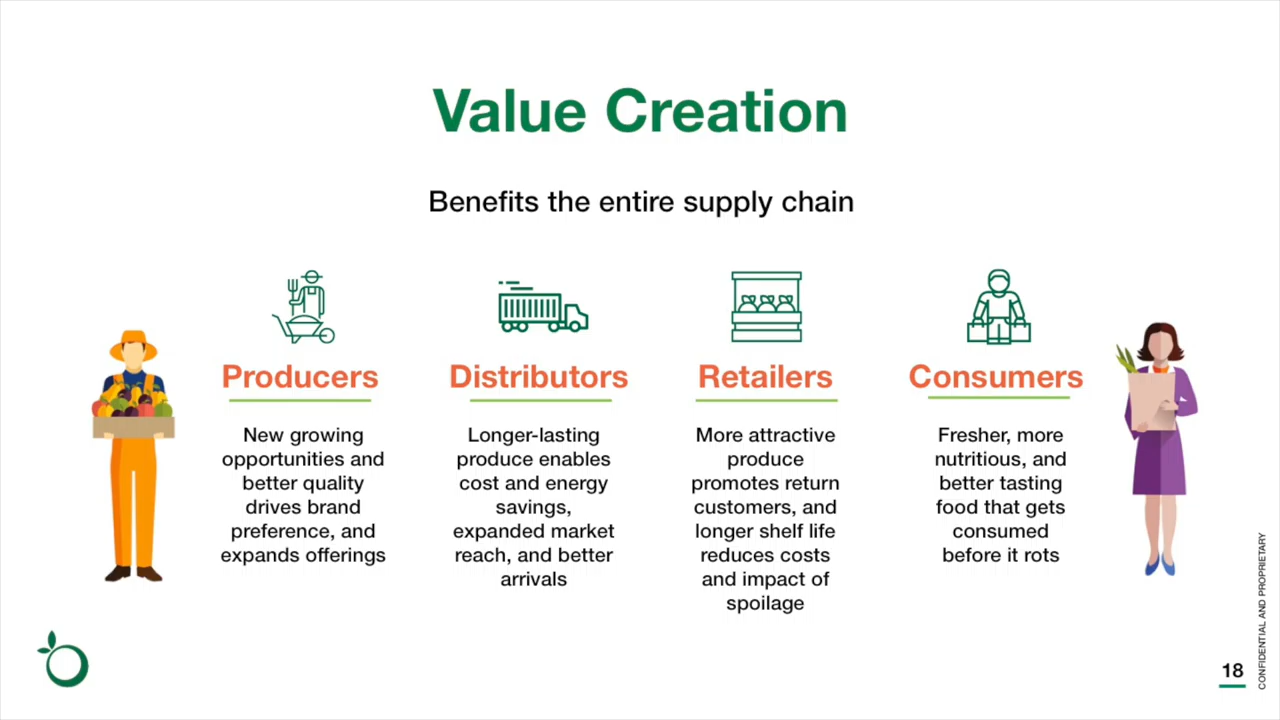 Value Creation
Benefits the entire supply chain
Producers
New growing
opportunities and
better quality
drives brand
preference, and
expands offerings
Distributors
Longer-lasting
produce enables
cost and energy
savings,
expanded market
reach, and better
arrivals
Retailers
More attractive
produce
promotes return
customers, and
longer shelf life
reduces costs
and impact of
spoilage
Consumers
Fresher, more
nutritious, and
better tasting
food that gets
consumed
before it rots
CONFIDENTIAL AND PROPRIETARY
18